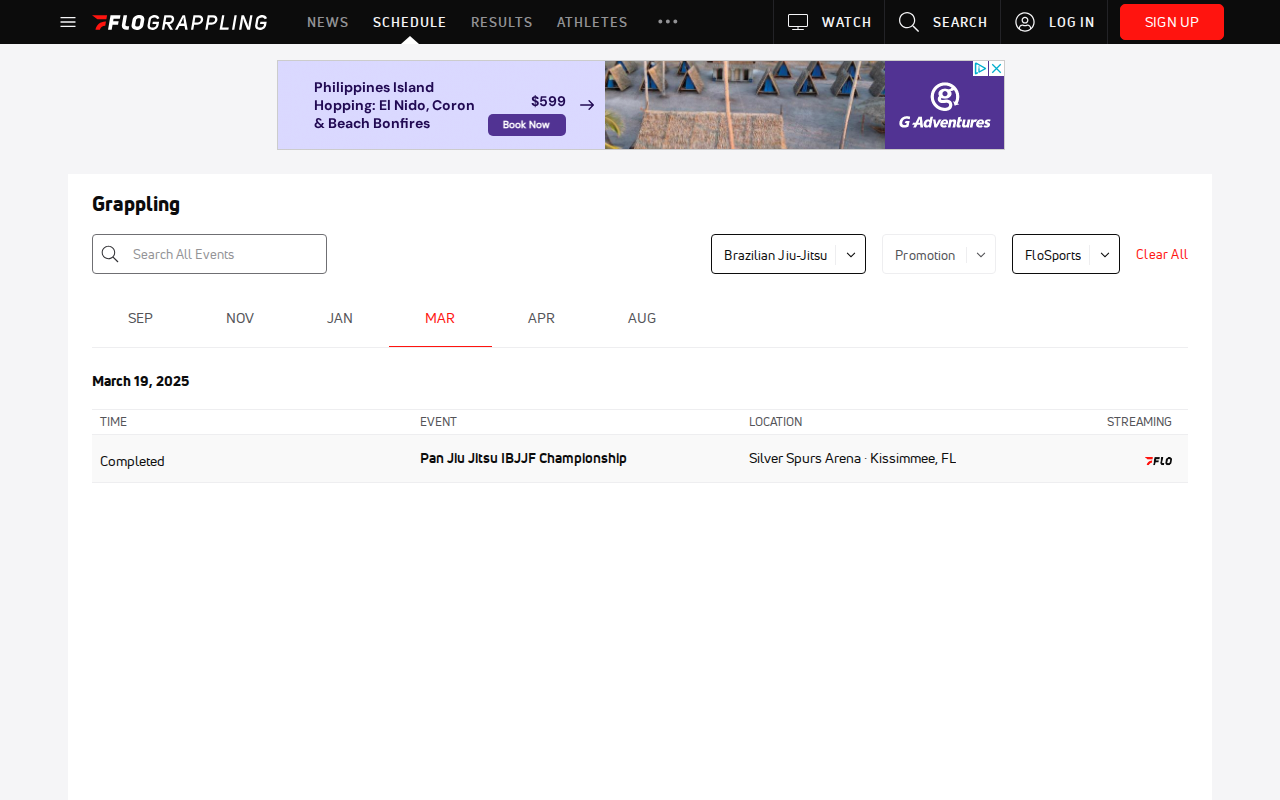 FLOGRAPPLING NEWS SCHEDULE RESULTS ATHLETES WATCH SEARCH LOG IN SIGN UP
Philippines Island
Hopping: El Nido, Coron
& Beach Bonfires
$599
Book Now
G Adventures
Grappling
Search All Events Brazilian Jiu-Jitsu Promotion FloSports Clear All
SEP NOV JAN MAR APR AUG
March 19, 2025
TIME EVENT LOCATION STREAMING
Completed Pan Jiu Jitsu IBJJF Championship Silver Spurs Arena · Kissimmee, FL FLO